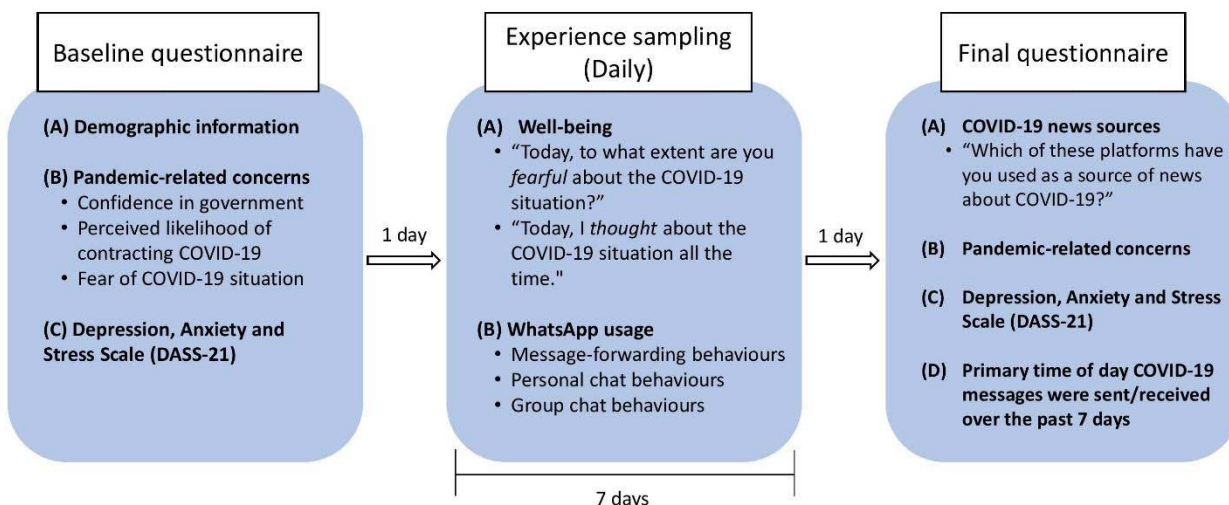 Baseline questionnaire
(A) Demographic information
(B) Pandemic-related concerns
• Confidence in government
• Perceived likelihood of
contracting COVID-19
• Fear of COVID-19 situation
(C) Depression, Anxiety and
Stress Scale (DASS-21)
1 day
Experience sampling
(Daily)
(A) Well-being
• “Today, to what extent are you
fearful about the COVID-19
situation?”
• “Today, I thought about the
COVID-19 situation all the
time."
(B) WhatsApp usage
• Message-forwarding behaviours
• Personal chat behaviours
• Group chat behaviours
7 days
1 day
Final questionnaire
(A) COVID-19 news sources
• “Which of these platforms have
you used as a source of news
about COVID-19?”
(B) Pandemic-related concerns
(C) Depression, Anxiety and Stress
Scale (DASS-21)
(D) Primary time of day COVID-19
messages were sent/received
over the past 7 days